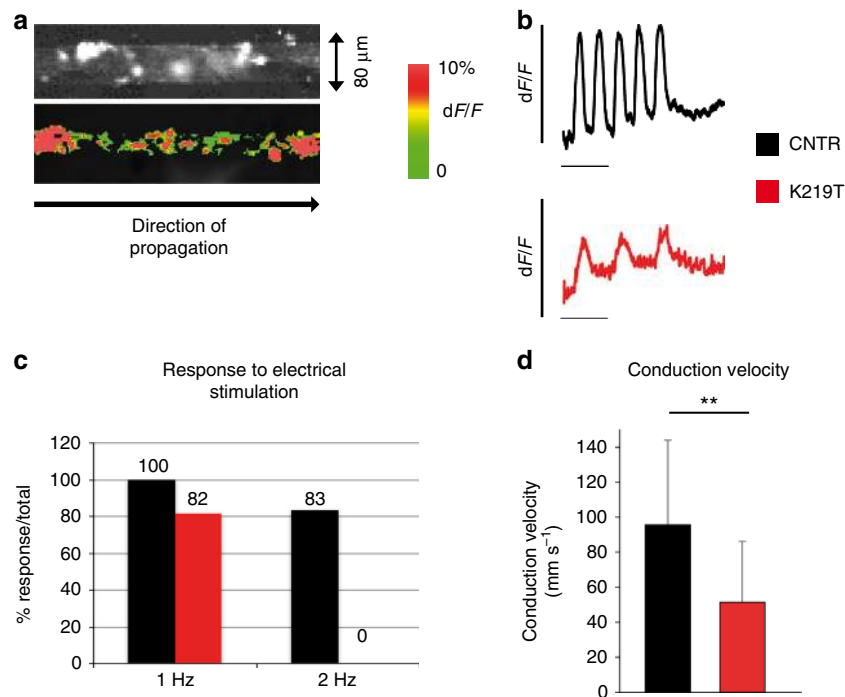 a
80 μm
10%
dF/F
0
Direction of
propagation
b
dF/F
dF/F
CNTR
K219T
c
Response to electrical
stimulation
% response/total
120
100
80
60
40
20
0
100
82
83
0
1 Hz
2 Hz
d
Conduction velocity
**
Conduction velocity
(mm s⁻¹)
140
120
100
80
60
40
20
0